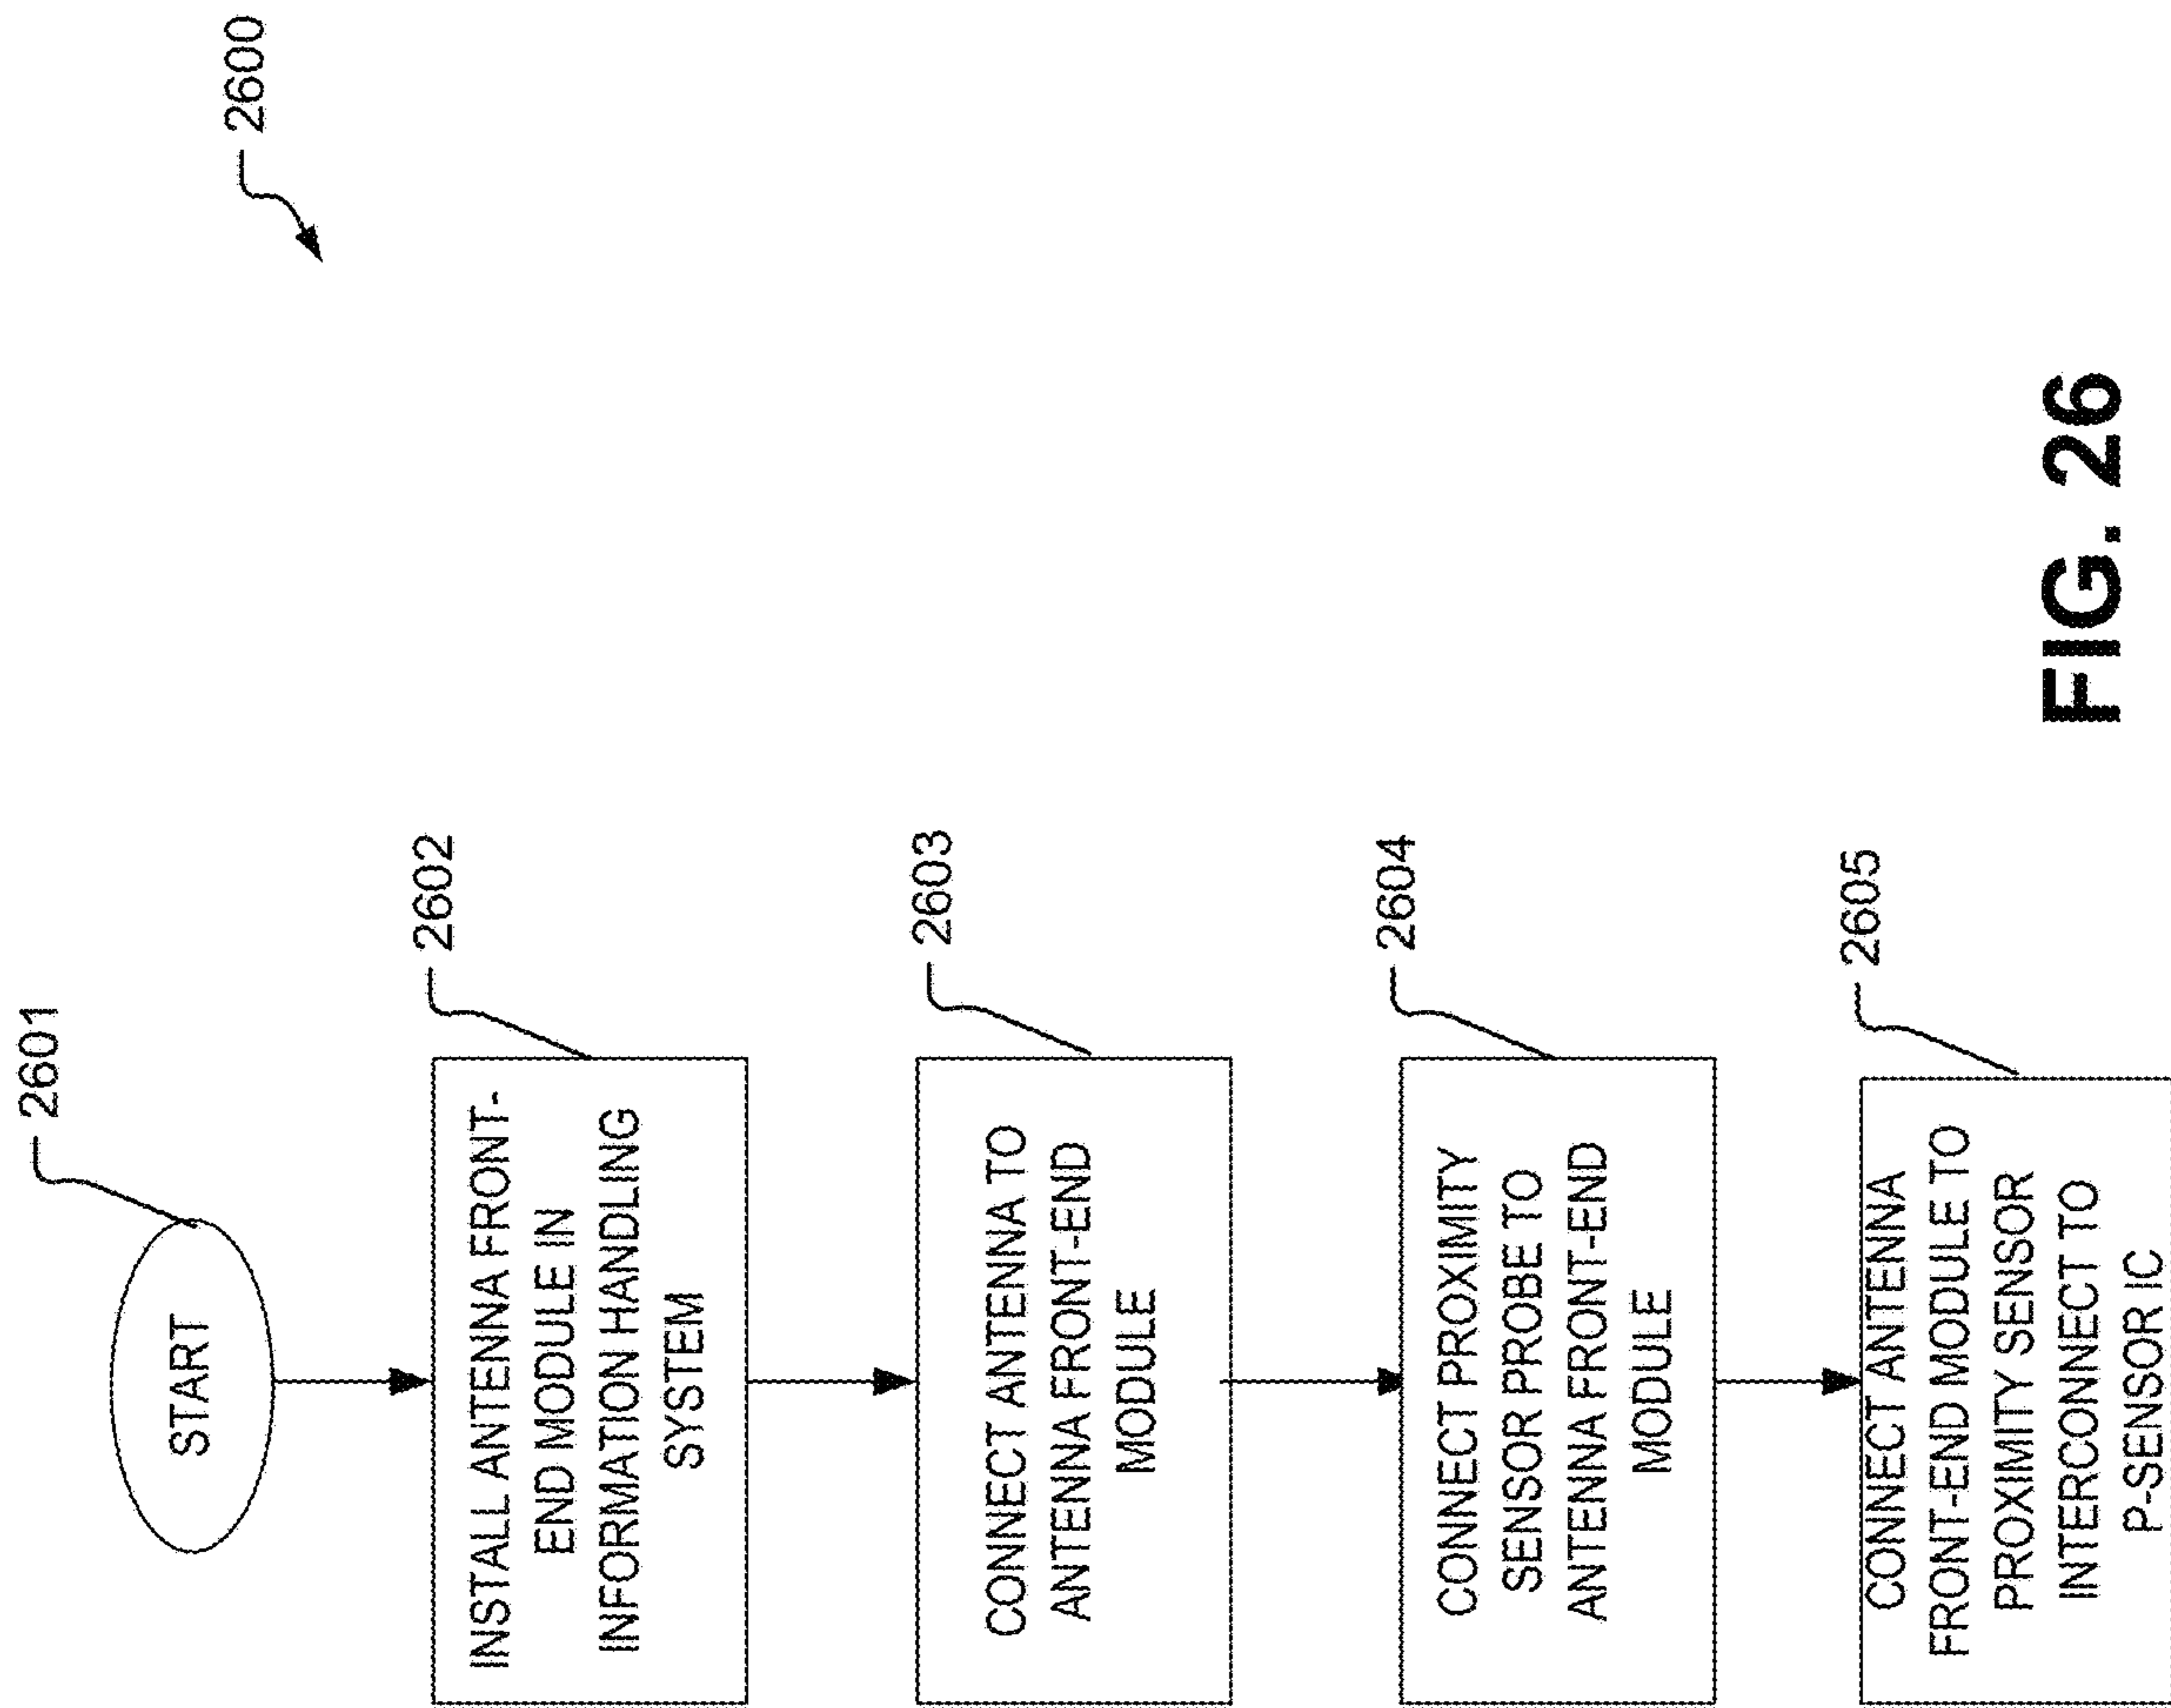 2600
2601
START
2602
INSTALL ANTENNA FRONT-
END MODULE IN
INFORMATION HANDLING
SYSTEM
2603
CONNECT ANTENNA TO
ANTENNA FRONT-END
MODULE
2604
CONNECT PROXIMITY
SENSOR PROBE TO
ANTENNA FRONT-END
MODULE
2605
CONNECT ANTENNA
FRONT-END MODULE TO
PROXIMITY SENSOR
INTERCONNECT TO
P-SENSOR IC
FIG. 26